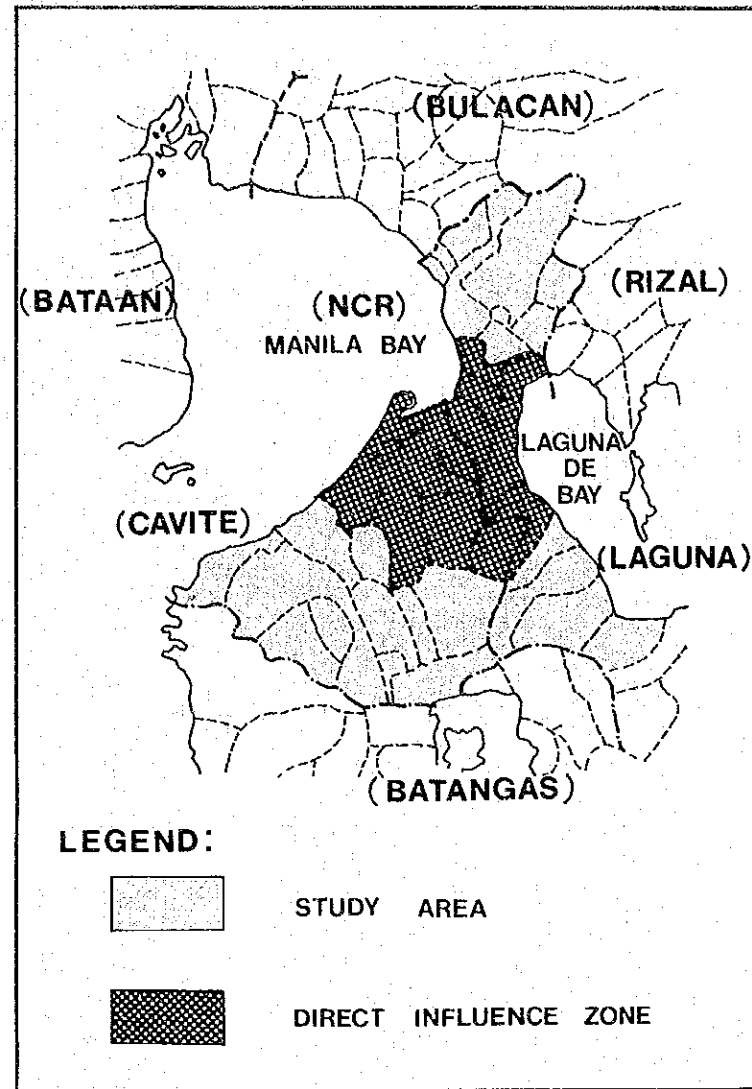 (BULACAN)
(BATAAN)
(NCR)
(RIZAL)
MANILA BAY
LAGUNA
DE
BAY
(CAVITE)
(LAGUNA)
(BATANGAS)
LEGEND:
STUDY AREA
DIRECT INFLUENCE ZONE